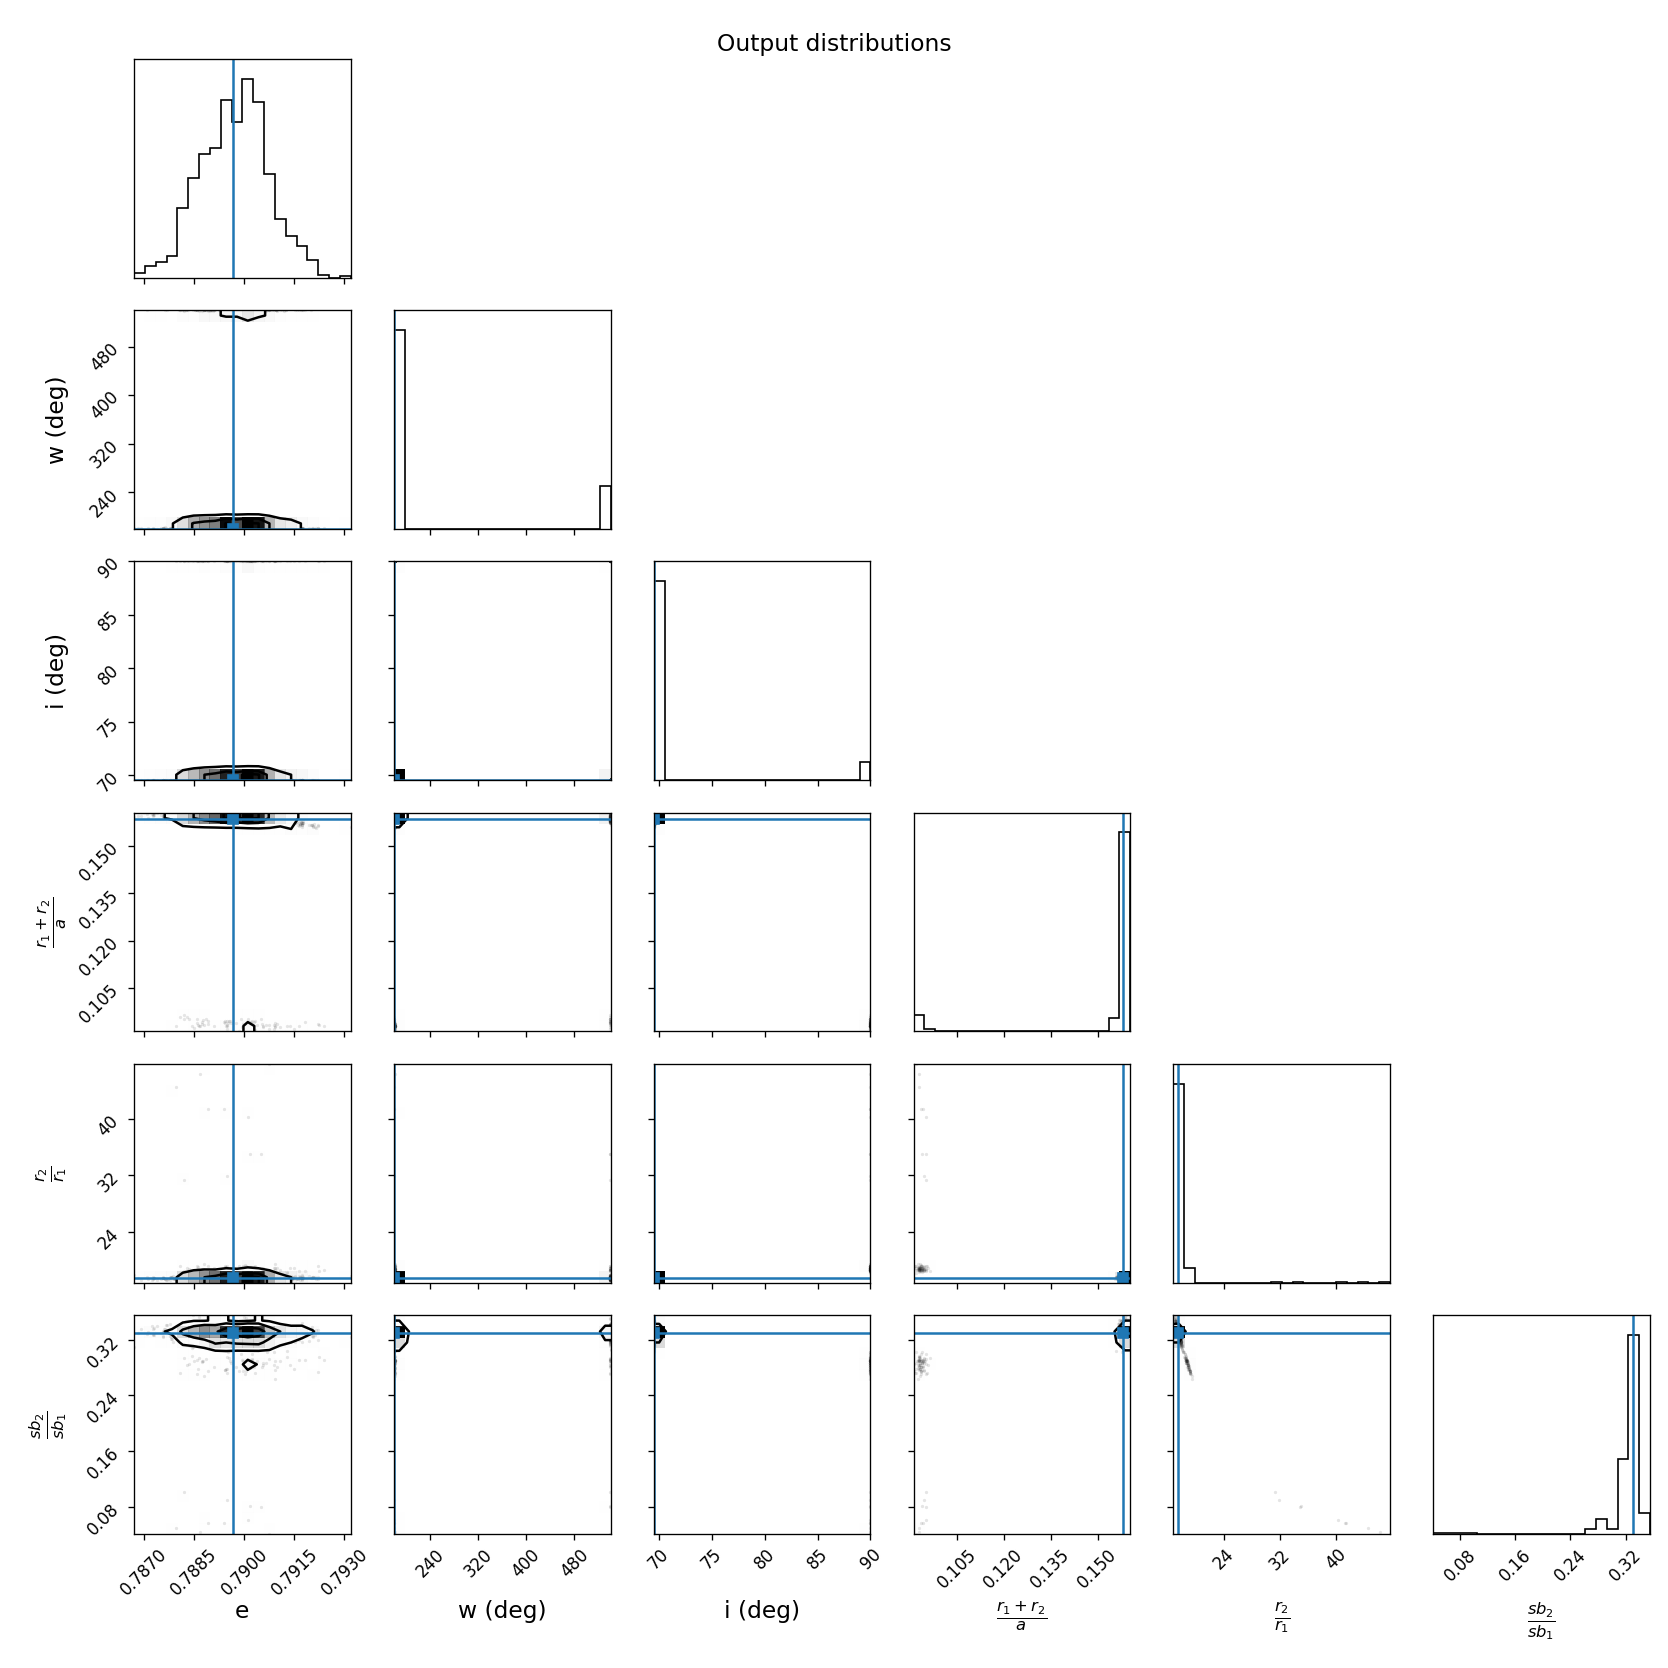 Output distributions
w (deg)
480
400
320
240
i (deg)
90
85
80
75
70
r₁ + r₂
a
0.150
0.135
0.120
0.105
r₂
r₁
40
32
24
sb₂
sb₁
0.32
0.24
0.16
0.08
0.7870 0.7885 0.7900 0.7915 0.7930
240 320 400 480
70 75 80 85 90
0.105 0.120 0.135 0.150
24 32 40
0.08 0.16 0.24 0.32
e
w (deg)
i (deg)
r₁ + r₂
a
r₂
r₁
sb₂
sb₁